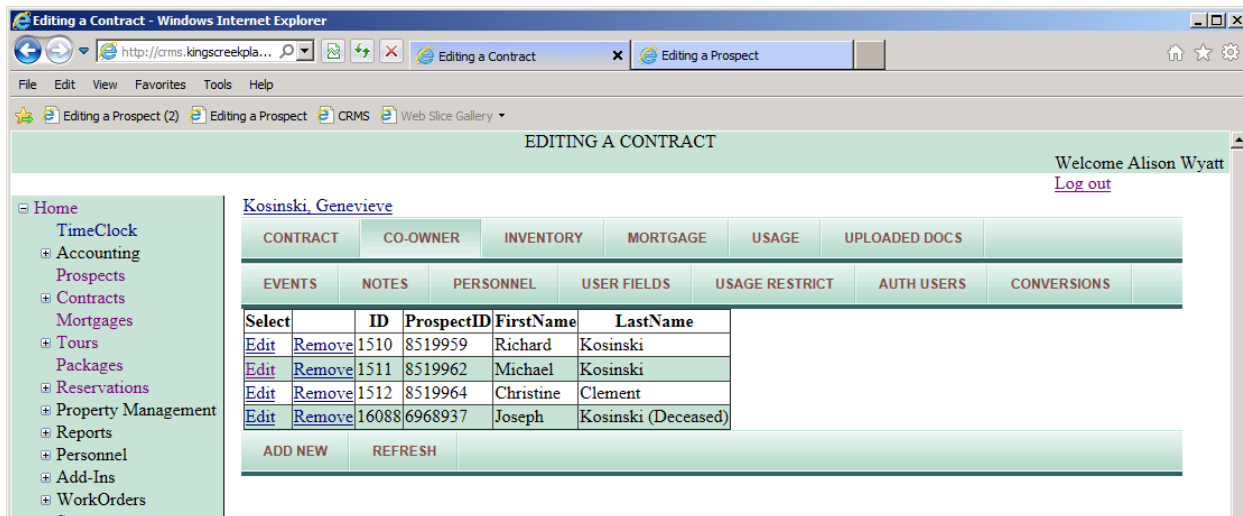 Editing a Contract - Windows Internet Explorer
http://crms.kingscreekpla... Editing a Contract Editing a Prospect
File Edit View Favorites Tools Help
Editing a Prospect (2) Editing a Prospect CRMS Web Slice Gallery
EDITING A CONTRACT
Welcome Alison Wyatt
Log out
Home
TimeClock
Accounting
Prospects
Contracts
Mortgages
Tours
Packages
Reservations
Property Management
Reports
Personnel
Add-Ins
WorkOrders
Kosinski, Genevieve
CONTRACT CO-OWNER INVENTORY MORTGAGE USAGE UPLOADED DOCS
EVENTS NOTES PERSONNEL USER FIELDS USAGE RESTRICT AUTH USERS CONVERSIONS
Select ID ProspectID FirstName LastName
Edit Remove 1510 8519959 Richard Kosinski
Edit Remove 1511 8519962 Michael Kosinski
Edit Remove 1512 8519964 Christine Clement
Edit Remove 16088 6968937 Joseph Kosinski (Deceased)
ADD NEW REFRESH